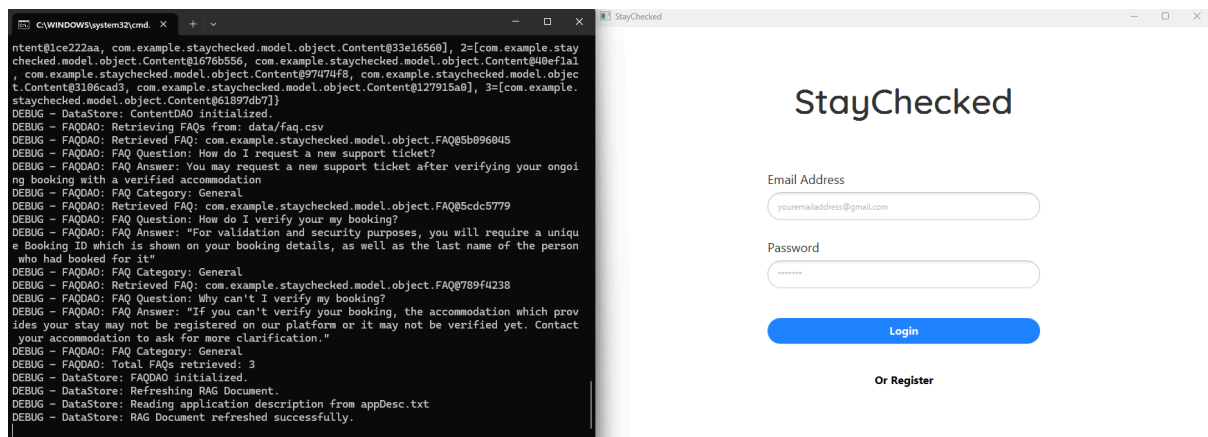 C:\WINDOWS\system32\cmd.
ntent@1ce222aa, com.example.staychecked.model.object.Content@33e16560], 2=[com.example.stay
checked.model.object.Content@1676b556, com.example.staychecked.model.object.Content@40ef1a1
, com.example.staychecked.model.object.Content@97474f8, com.example.staychecked.model.objec
t.Content@3106cad3, com.example.staychecked.model.object.Content@127915a0], 3=[com.example.
staychecked.model.object.Content@61897db7]}
DEBUG - DataStore: ContentDAO initialized.
DEBUG - FAQDAO: Retrieving FAQs from: data/faq.csv
DEBUG - FAQDAO: Retrieved FAQ: com.example.staychecked.model.object.FAQ@5b096045
DEBUG - FAQDAO: FAQ Question: How do I request a new support ticket?
DEBUG - FAQDAO: FAQ Answer: You may request a new support ticket after verifying your ongoi
ng booking with a verified accommodation
DEBUG - FAQDAO: FAQ Category: General
DEBUG - FAQDAO: Retrieved FAQ: com.example.staychecked.model.object.FAQ@5cdc5779
DEBUG - FAQDAO: FAQ Question: How do I verify your my booking?
DEBUG - FAQDAO: FAQ Answer: "For validation and security purposes, you will require a uniqu
e Booking ID which is shown on your booking details, as well as the last name of the person
 who had booked for it"
DEBUG - FAQDAO: FAQ Category: General
DEBUG - FAQDAO: Retrieved FAQ: com.example.staychecked.model.object.FAQ@789f4238
DEBUG - FAQDAO: FAQ Question: Why can't I verify my booking?
DEBUG - FAQDAO: FAQ Answer: "If you can't verify your booking, the accommodation which prov
ides your stay may not be registered on our platform or it may not be verified yet. Contact
 your accommodation to ask for more clarification."
DEBUG - FAQDAO: FAQ Category: General
DEBUG - FAQDAO: Total FAQs retrieved: 3
DEBUG - DataStore: FAQDAO initialized.
DEBUG - DataStore: Refreshing RAG Document.
DEBUG - DataStore: Reading application description from appDesc.txt
DEBUG - DataStore: RAG Document refreshed successfully.
StayChecked
StayChecked
Email Address
youremailaddress@gmail.com
Password
*******
Login
Or Register